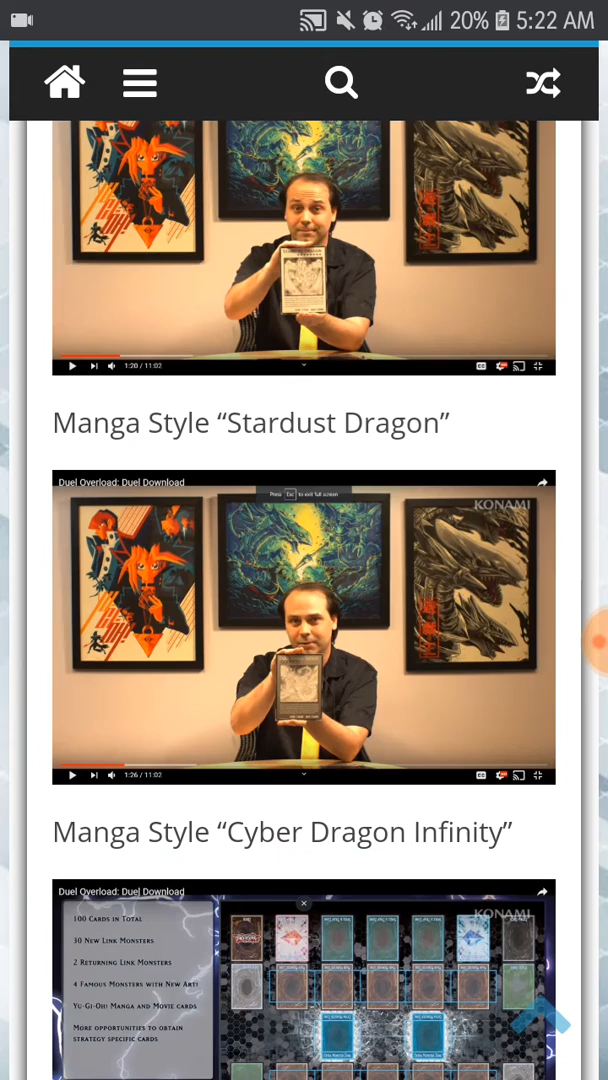 20% 5:22 AM
1:20 / 11:02
Manga Style “Stardust Dragon”
Duel Overload: Duel Download
Press Esc to exit full screen
KONAMI
1:26 / 11:02
Manga Style “Cyber Dragon Infinity”
Duel Overload: Duel Download
KONAMI
100 Cards in Total
30 New Link Monsters
2 Returning Link Monsters
4 Famous Monsters with New Art!
Yu-Gi-Oh! Manga and Movie cards
More opportunities to obtain
strategy specific cards